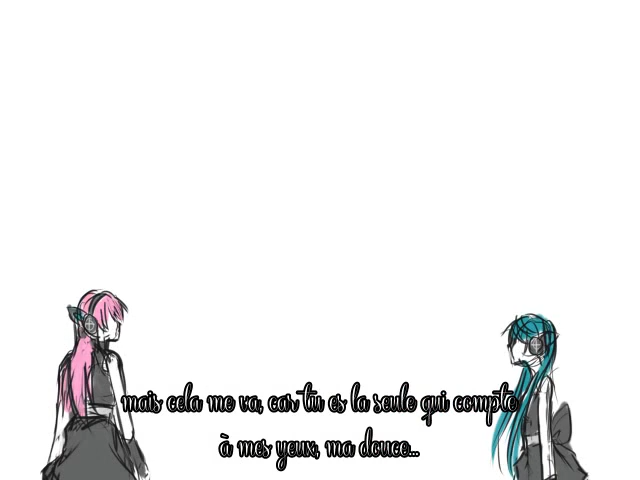 mais cela me va, car tu es la seule qui compte
à mes yeux, ma douce...